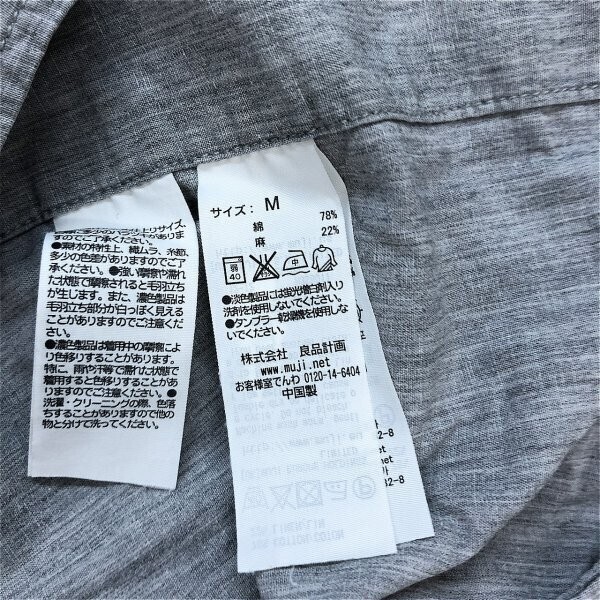 すのでご了承ください。
●素材の特性上、織ムラ、糸節、
多少の色差がありますのでご了
承ください。●強い摩擦や濡れ
た状態で摩擦されると毛羽立ち
が生じます。また、濃色製品は
毛羽立ち部分が白っぽく見える
ことがありますのでご注意くだ
さい。
●濃色製品は着用中の摩擦によ
り色移りすることがあります。
特に、雨や汗等で濡れた状態で
着用すると色移りすることがあ
りますのでご注意ください。●
洗濯・クリーニングの際、色落
ちすることがありますので他の
物と分けて洗ってください。
サイズ: M
綿 78%
麻 22%
弱
40
中
●淡色製品には蛍光増白剤入り
洗剤を使用しないでください。
●タンブラー乾燥機を使用しな
いでください。
株式会社 良品計画
www.muji.net
お客様室でんわ 0120-14-6404
中国製
32-8
net
32-8